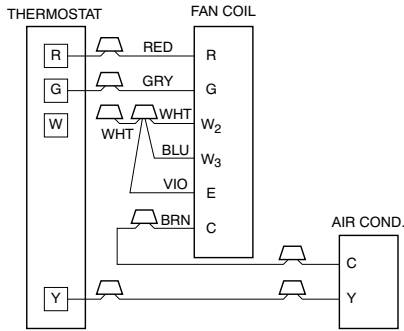 THERMOSTAT
FAN COIL
R RED R
G GRY G
W WHT WHT W2
BLU W3
VIO E
BRN C
AIR COND.
C
Y Y